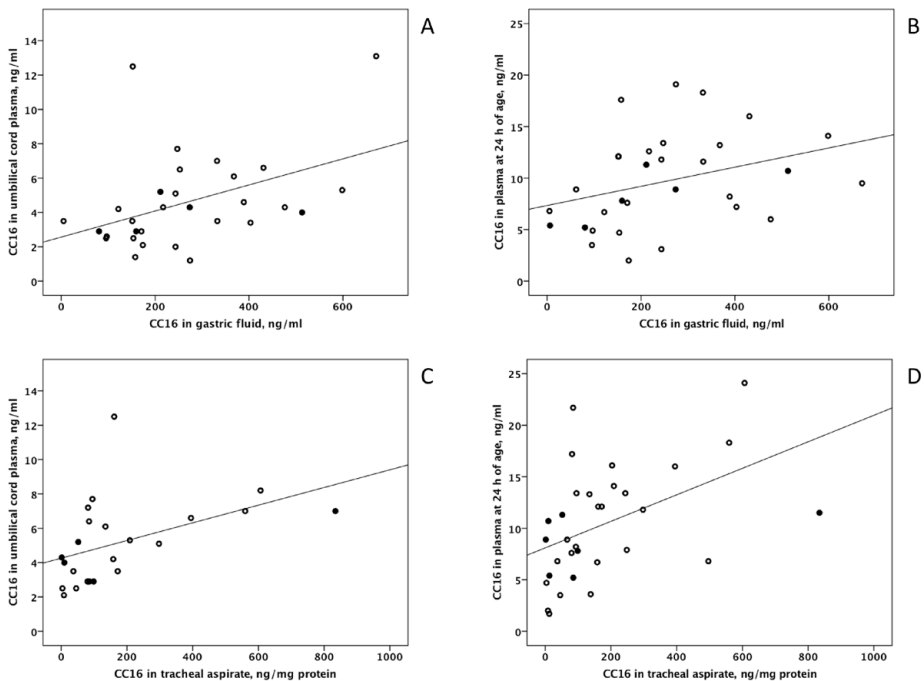 A
14
12
10
8
6
4
2
0
CC16 in umbilical cord plasma, ng/ml
0 200 400 600
CC16 in gastric fluid, ng/ml
B
25
20
15
10
5
0
CC16 in plasma at 24 h of age, ng/ml
0 200 400 600
CC16 in gastric fluid, ng/ml
C
14
12
10
8
6
4
2
0
CC16 in umbilical cord plasma, ng/ml
0 200 400 600 800 1000
CC16 in tracheal aspirate, ng/mg protein
D
25
20
15
10
5
0
CC16 in plasma at 24 h of age, ng/ml
0 200 400 600 800 1000
CC16 in tracheal aspirate, ng/mg protein